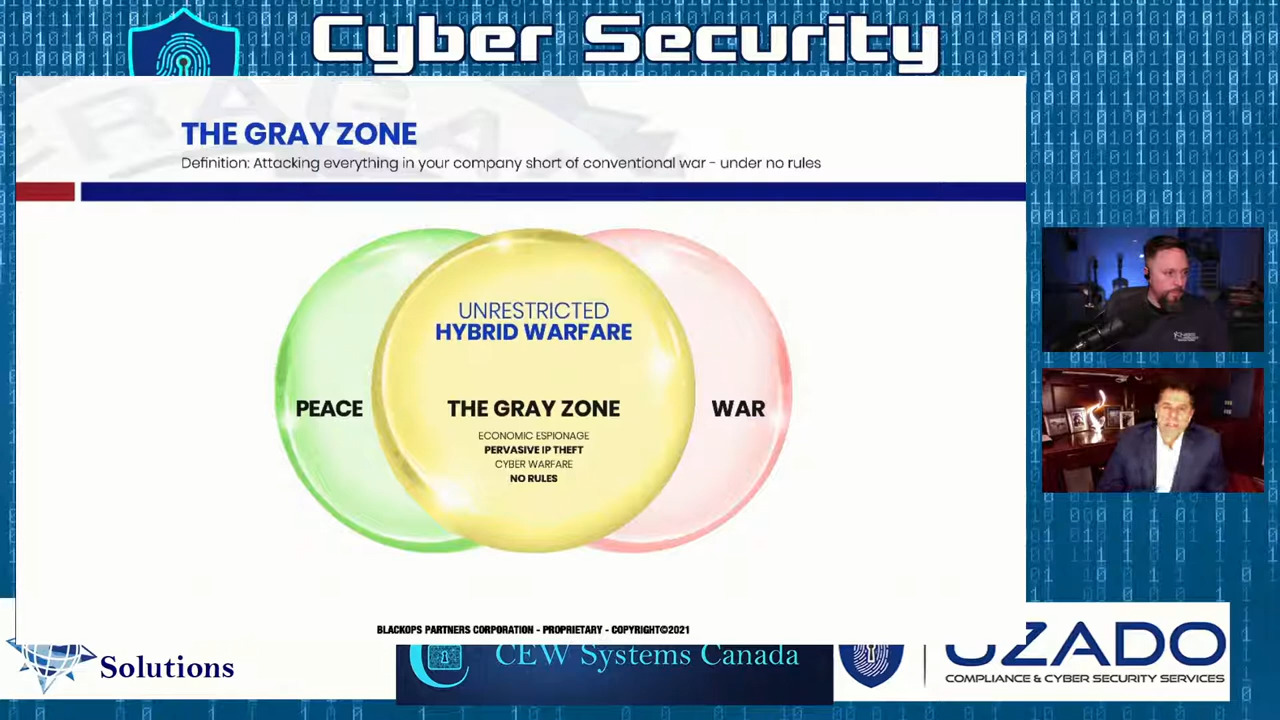 Cyber Security
THE GRAY ZONE
Definition: Attacking everything in your company short of conventional war - under no rules
UNRESTRICTED
HYBRID WARFARE
PEACE
THE GRAY ZONE
WAR
ECONOMIC ESPIONAGE
PERVASIVE IP THEFT
CYBER WARFARE
NO RULES
BLACKOPS PARTNERS CORPORATION - PROPRIETARY - COPYRIGHT©2021
Solutions
CEW Systems Canada
UZADO
COMPLIANCE & CYBER SECURITY SERVICES